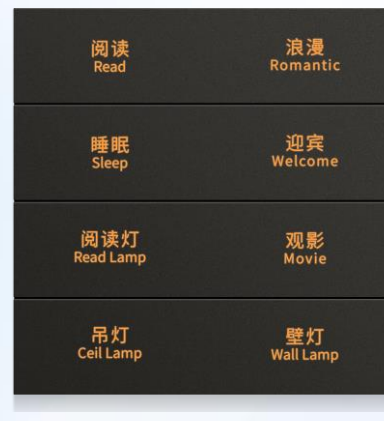 阅读
Read
浪漫
Romantic
睡眠
Sleep
迎宾
Welcome
阅读灯
Read Lamp
观影
Movie
吊灯
Ceil Lamp
壁灯
Wall Lamp